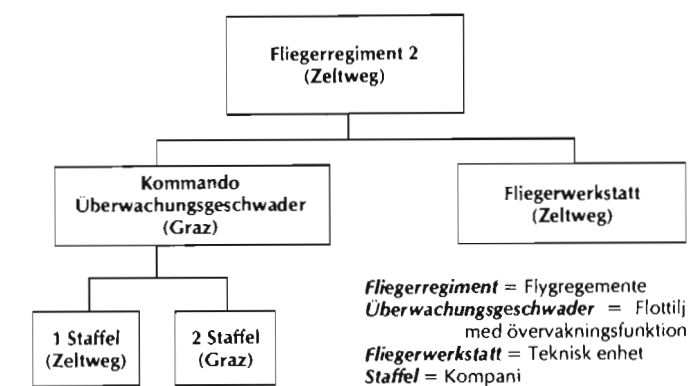 Fliegerregiment 2
(Zeltweg)
Kommando
Überwachungsgeschwader
(Graz)
Fliegerwerkstatt
(Zeltweg)
1 Staffel
(Zeltweg)
2 Staffel
(Graz)
Fliegerregiment = Flygregemente
Überwachungsgeschwader = Flottilj
med övervakningsfunktion
Fliegerwerkstatt = Teknisk enhet
Staffel = Kompani